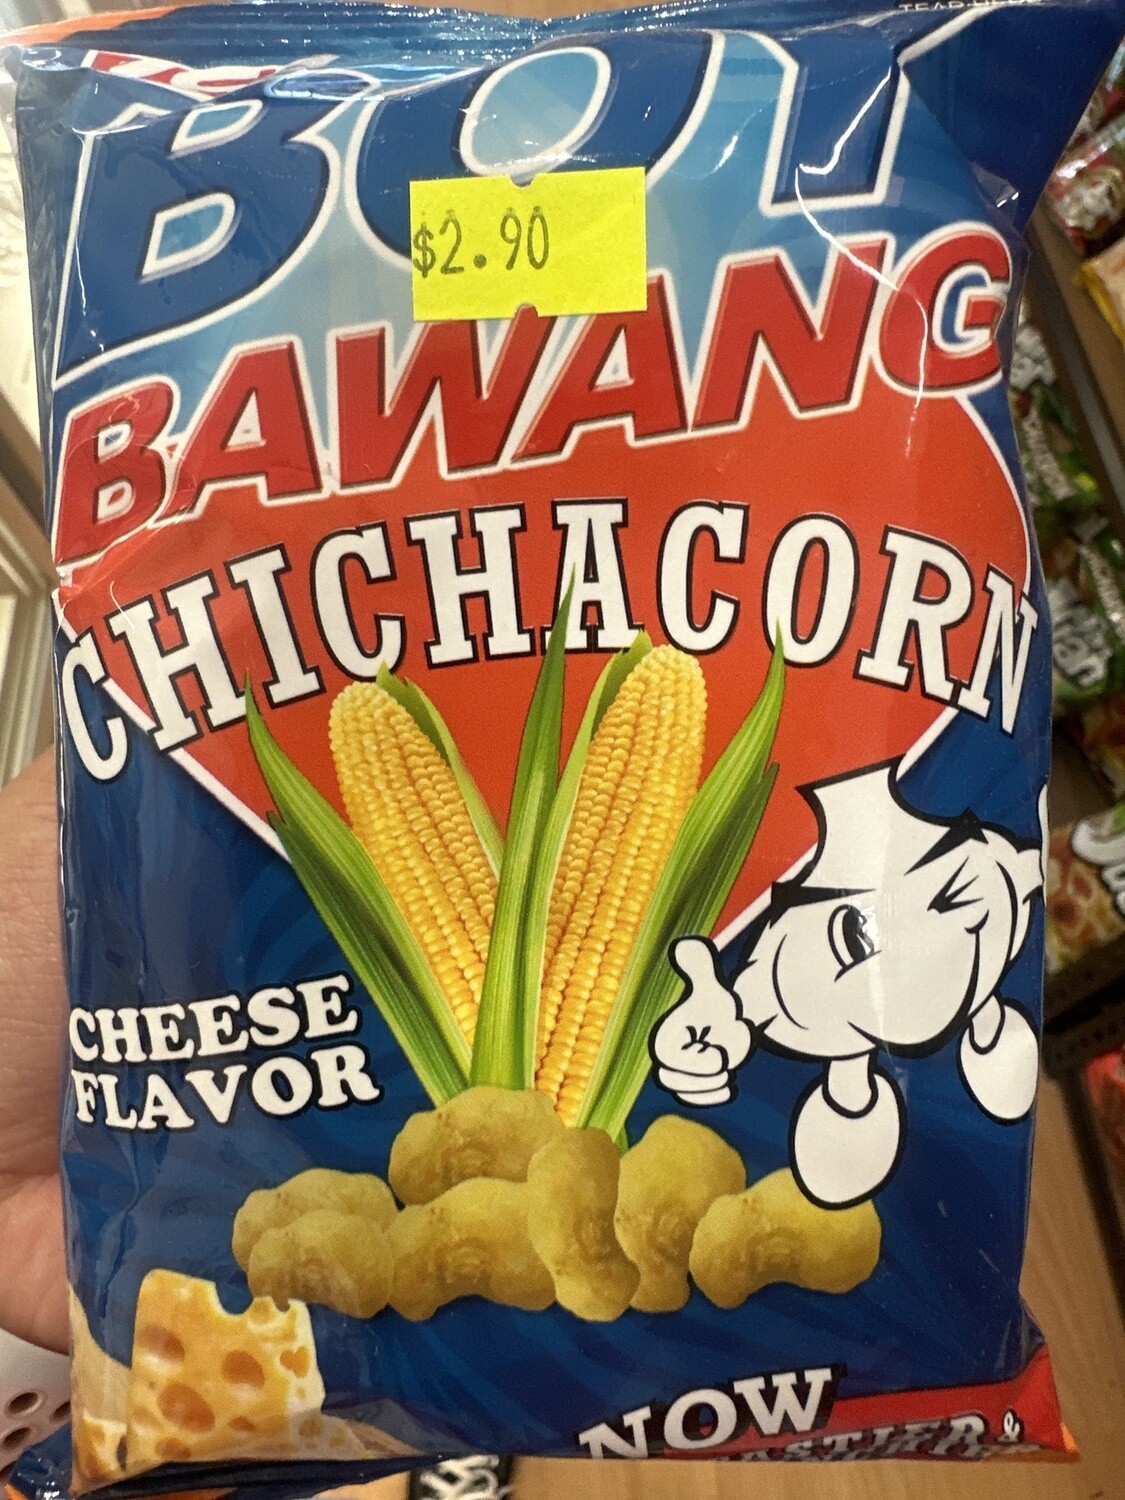 BOY
$2.90
BAWANG
CHICHACORN
CHEESE
FLAVOR
NOW